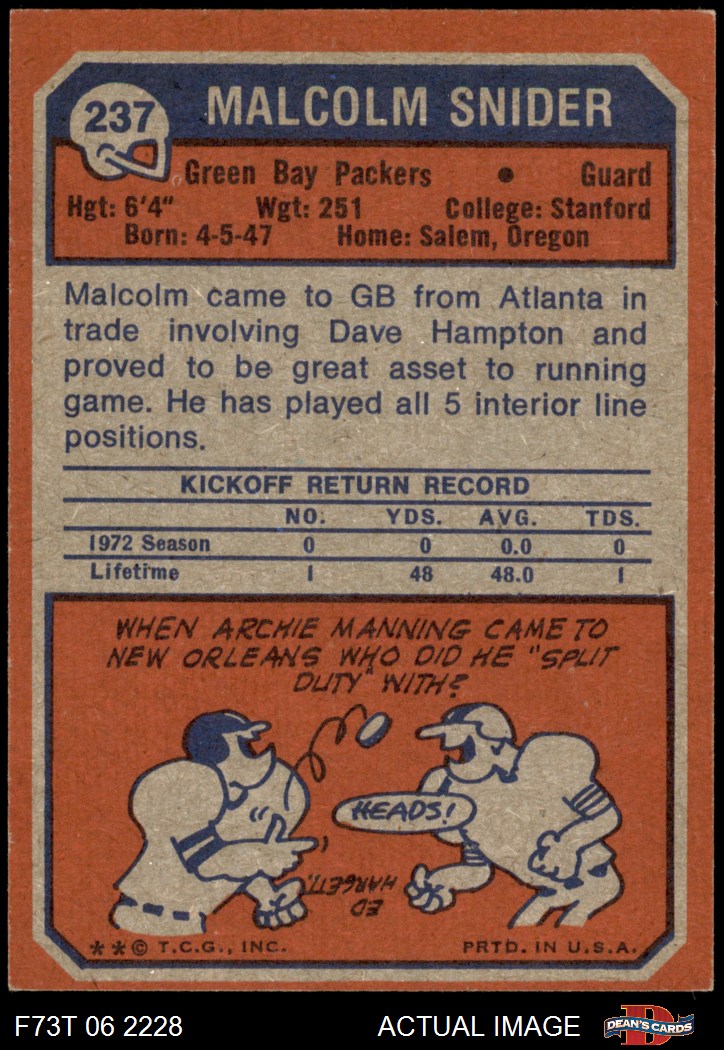 237 MALCOLM SNIDER
Green Bay Packers • Guard
Hgt: 6'4" Wgt: 251 College: Stanford
Born: 4-5-47 Home: Salem, Oregon
Malcolm came to GB from Atlanta in
trade involving Dave Hampton and
proved to be great asset to running
game. He has played all 5 interior line
positions.
KICKOFF RETURN RECORD
NO. YDS. AVG. TDS.
1972 Season 0 0 0.0 0
Lifetime 1 48 48.0 1
WHEN ARCHIE MANNING CAME TO
NEW ORLEANS WHO DID HE "SPLIT
DUTY" WITH?
HEADS!
ED
HARGETT.
**© T.C.G., INC. PRTD. IN U.S.A.
F73T 06 2228 ACTUAL IMAGE
D
DEAN'S CARDS